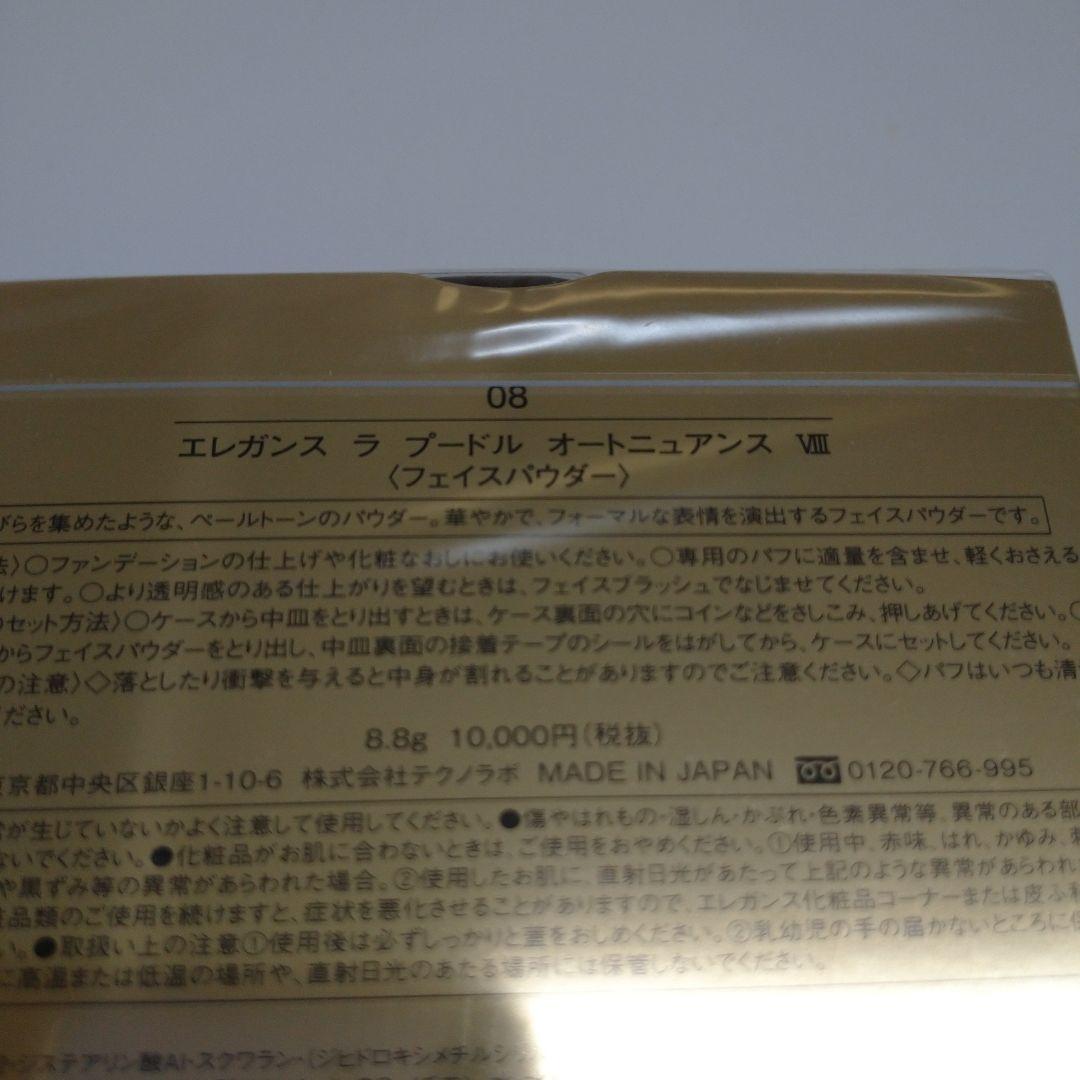 08
エレガンス ラ プードル オートニュアンス Ⅷ
〈フェイスパウダー〉
びらを集めたような、ペールトーンのパウダー。華やかで、フォーマルな表情を演出するフェイスパウダーです。
法〉○ファンデーションの仕上げや化粧なおしにお使いください。○専用のパフに適量を含ませ、軽くおさえる
けます。○より透明感のある仕上がりを望むときは、フェイスブラッシュでなじませてください。
のセット方法〉○ケースから中皿をとり出すときは、ケース裏面の穴にコインなどをさしこみ、押しあげてください。○
からフェイスパウダーをとり出し、中皿裏面の接着テープのシールをはがしてから、ケースにセットしてください。
の注意〉◇落としたり衝撃を与えると中身が割れることがありますのでご注意ください。◇パフはいつも清
ださい。
8.8g 10,000円(税抜)
東京都中央区銀座1-10-6 株式会社テクノラボ MADE IN JAPAN 0120-766-995
常が生じていないかよく注意して使用してください。●傷やはれもの・湿しん・かぶれ・色素異常等、異常のある部
ないでください。●化粧品がお肌に合わないときは、ご使用をおやめください。①使用中、赤味、はれ、かゆみ、刺
や黒ずみ等の異常があらわれた場合。②使用したお肌に、直射日光があたって上記のような異常があらわれ
粧品類のご使用を続けますと、症状を悪化させることがありますので、エレガンス化粧品コーナーまたは皮ふ科
い。●取扱い上の注意①使用後は必ずしっかりと蓋をおしめください。②乳幼児の手の届かないところに保
に高温または低温の場所や、直射日光のあたる場所には保管しないでください。
システアリン酸Al・スクワラン・(ジヒドロキシメチルシ